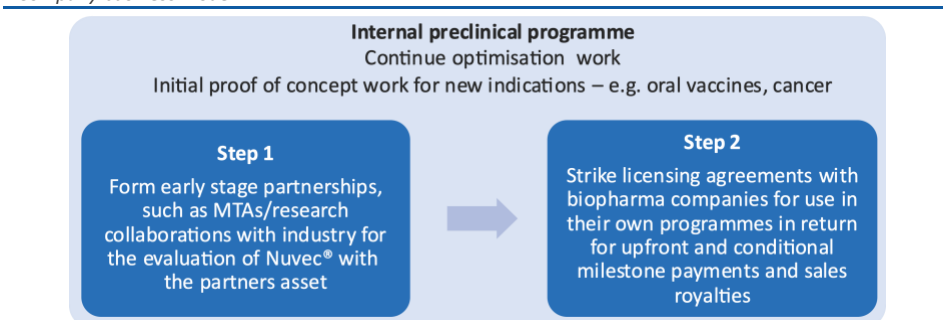 Internal preclinical programme
Continue optimisation work
Initial proof of concept work for new indications – e.g. oral vaccines, cancer
Step 1
Form early stage partnerships,
such as MTAs/research
collaborations with industry for
the evaluation of Nuvec® with
the partners asset
Step 2
Strike licensing agreements with
biopharma companies for use in
their own programmes in return
for upfront and conditional
milestone payments and sales
royalties